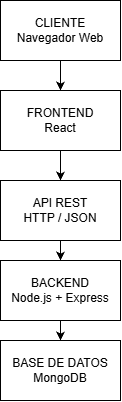 CLIENTE
Navegador Web
FRONTEND
React
API REST
HTTP / JSON
BACKEND
Node.js + Express
BASE DE DATOS
MongoDB